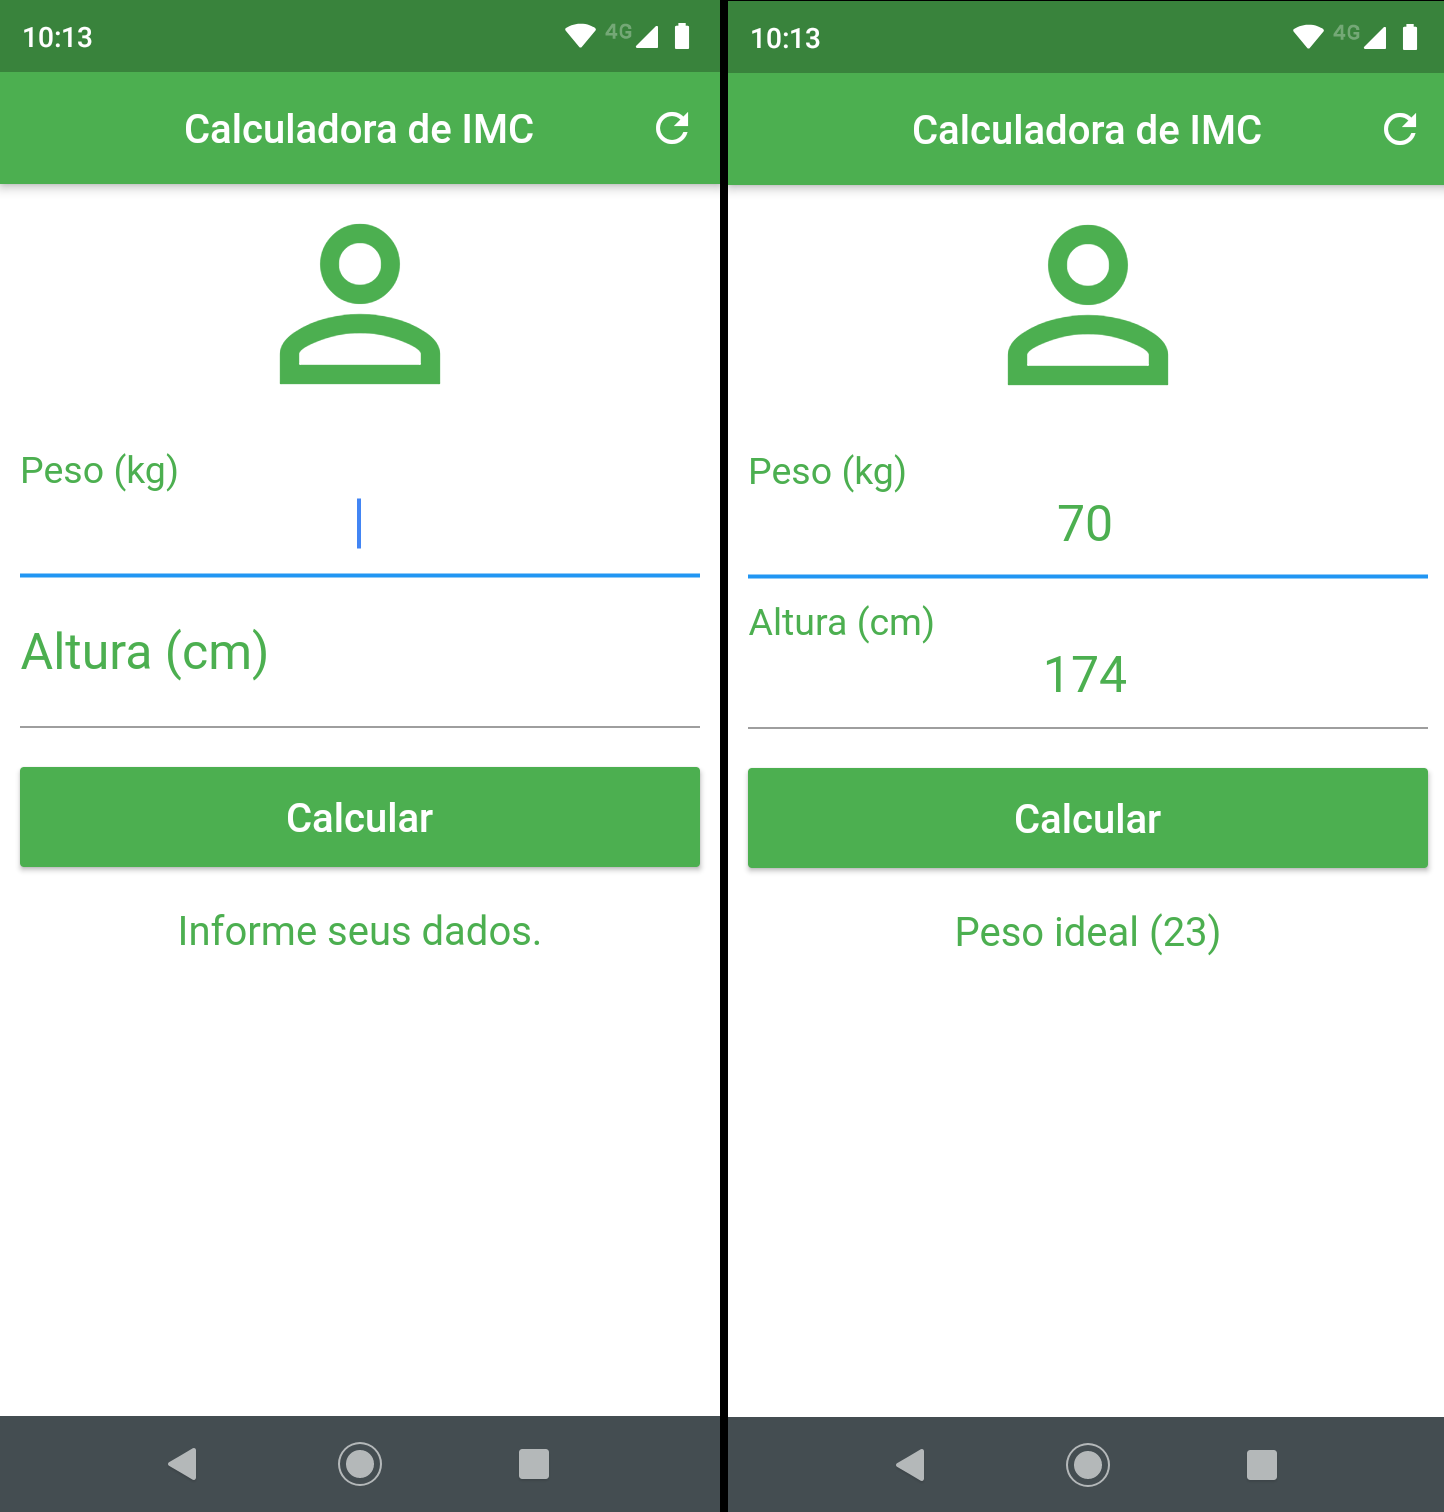 10:13
4G
Calculadora de IMC
Peso (kg)
Altura (cm)
Calcular
Informe seus dados.
10:13
4G
Calculadora de IMC
Peso (kg)
70
Altura (cm)
174
Calcular
Peso ideal (23)